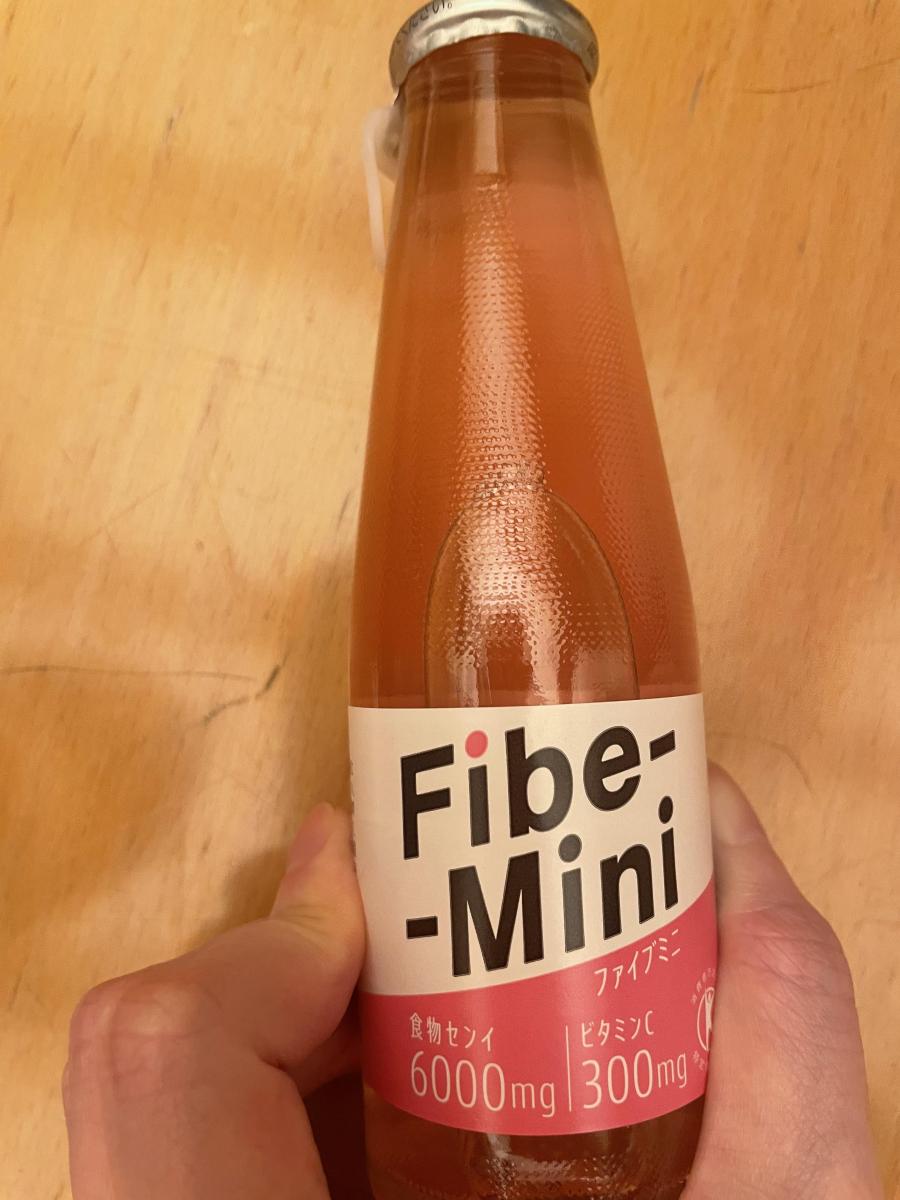 Fibe-
-Mini
ファイブミニ
食物センイ
6000mg
ビタミンC
300mg